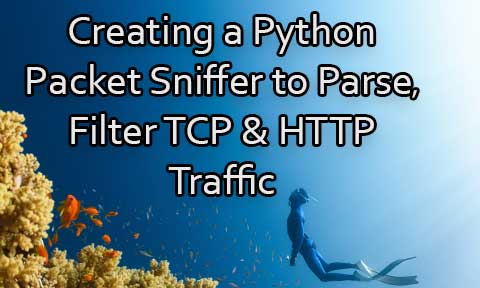 Creating a Python
Packet Sniffer to Parse,
Filter TCP & HTTP
Traffic